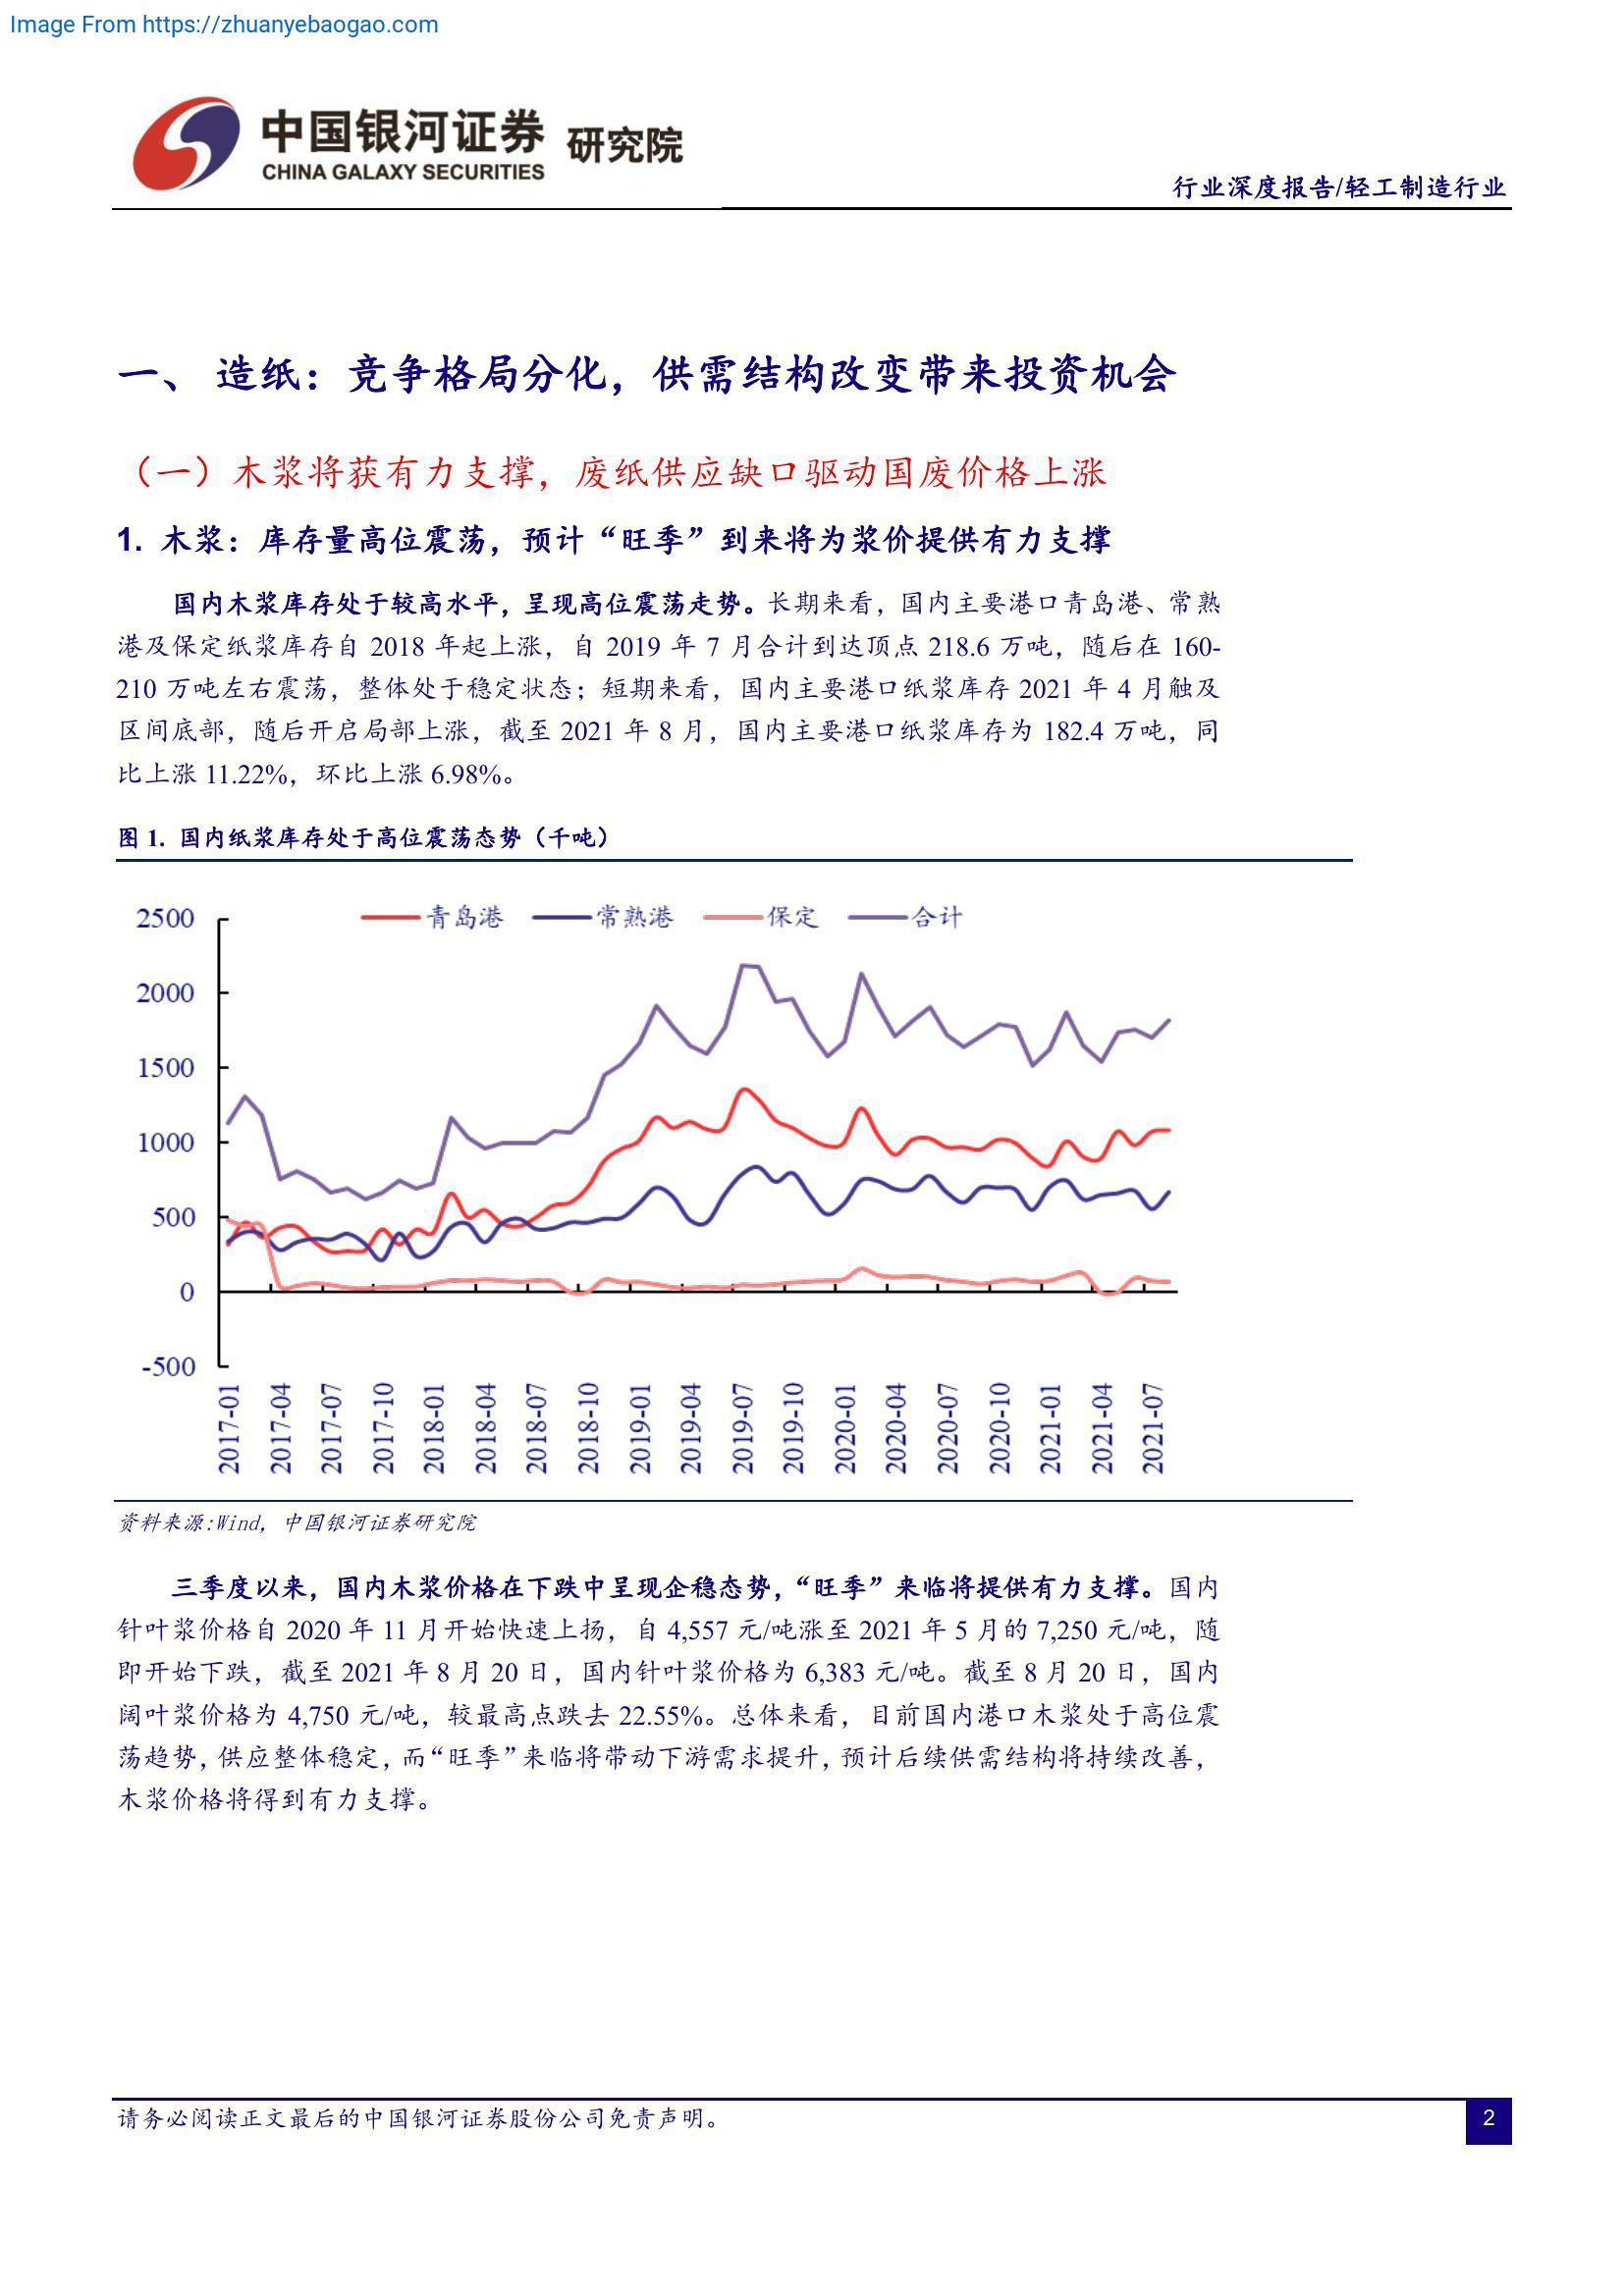 Image From https://zhuanyebaogao.com
中国银河证券 研究院
CHINA GALAXY SECURITIES
行业深度报告/轻工制造行业
一、 造纸：竞争格局分化，供需结构改变带来投资机会
（一）木浆将获有力支撑，废纸供应缺口驱动国废价格上涨
1. 木浆：库存量高位震荡，预计“旺季”到来将为浆价提供有力支撑
国内木浆库存处于较高水平，呈现高位震荡走势。长期来看，国内主要港口青岛港、常熟
港及保定纸浆库存自 2018 年起上涨，自 2019 年 7 月合计到达顶点 218.6 万吨，随后在 160-
210 万吨左右震荡，整体处于稳定状态；短期来看，国内主要港口纸浆库存 2021 年 4 月触及
区间底部，随后开启局部上涨，截至 2021 年 8 月，国内主要港口纸浆库存为 182.4 万吨，同
比上涨 11.22%，环比上涨 6.98%。
图 1. 国内纸浆库存处于高位震荡态势（千吨）
青岛港 常熟港 保定 合计
2500
2000
1500
1000
500
0
-500
2017-01 2017-04 2017-07 2017-10 2018-01 2018-04 2018-07 2018-10 2019-01 2019-04 2019-07 2019-10 2020-01 2020-04 2020-07 2020-10 2021-01 2021-04 2021-07
资料来源:Wind，中国银河证券研究院
三季度以来，国内木浆价格在下跌中呈现企稳态势，“旺季”来临将提供有力支撑。国内
针叶浆价格自 2020 年 11 月开始快速上扬，自 4,557 元/吨涨至 2021 年 5 月的 7,250 元/吨，随
即开始下跌，截至 2021 年 8 月 20 日，国内针叶浆价格为 6,383 元/吨。截至 8 月 20 日，国内
阔叶浆价格为 4,750 元/吨，较最高点跌去 22.55%。总体来看，目前国内港口木浆处于高位震
荡趋势，供应整体稳定，而“旺季”来临将带动下游需求提升，预计后续供需结构将持续改善，
木浆价格将得到有力支撑。
请务必阅读正文最后的中国银河证券股份公司免责声明。
2